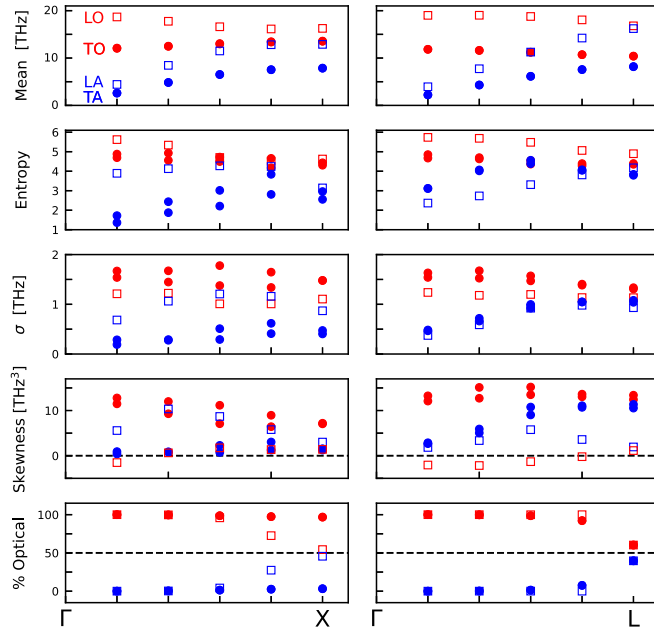 20
10
0
Mean [THz]
LO
TO
LA
TA
6
5
4
3
2
1
Entropy
2
1
0
σ [THz]
10
0
Skewness [THz³]
100
50
0
% Optical
Γ X Γ L